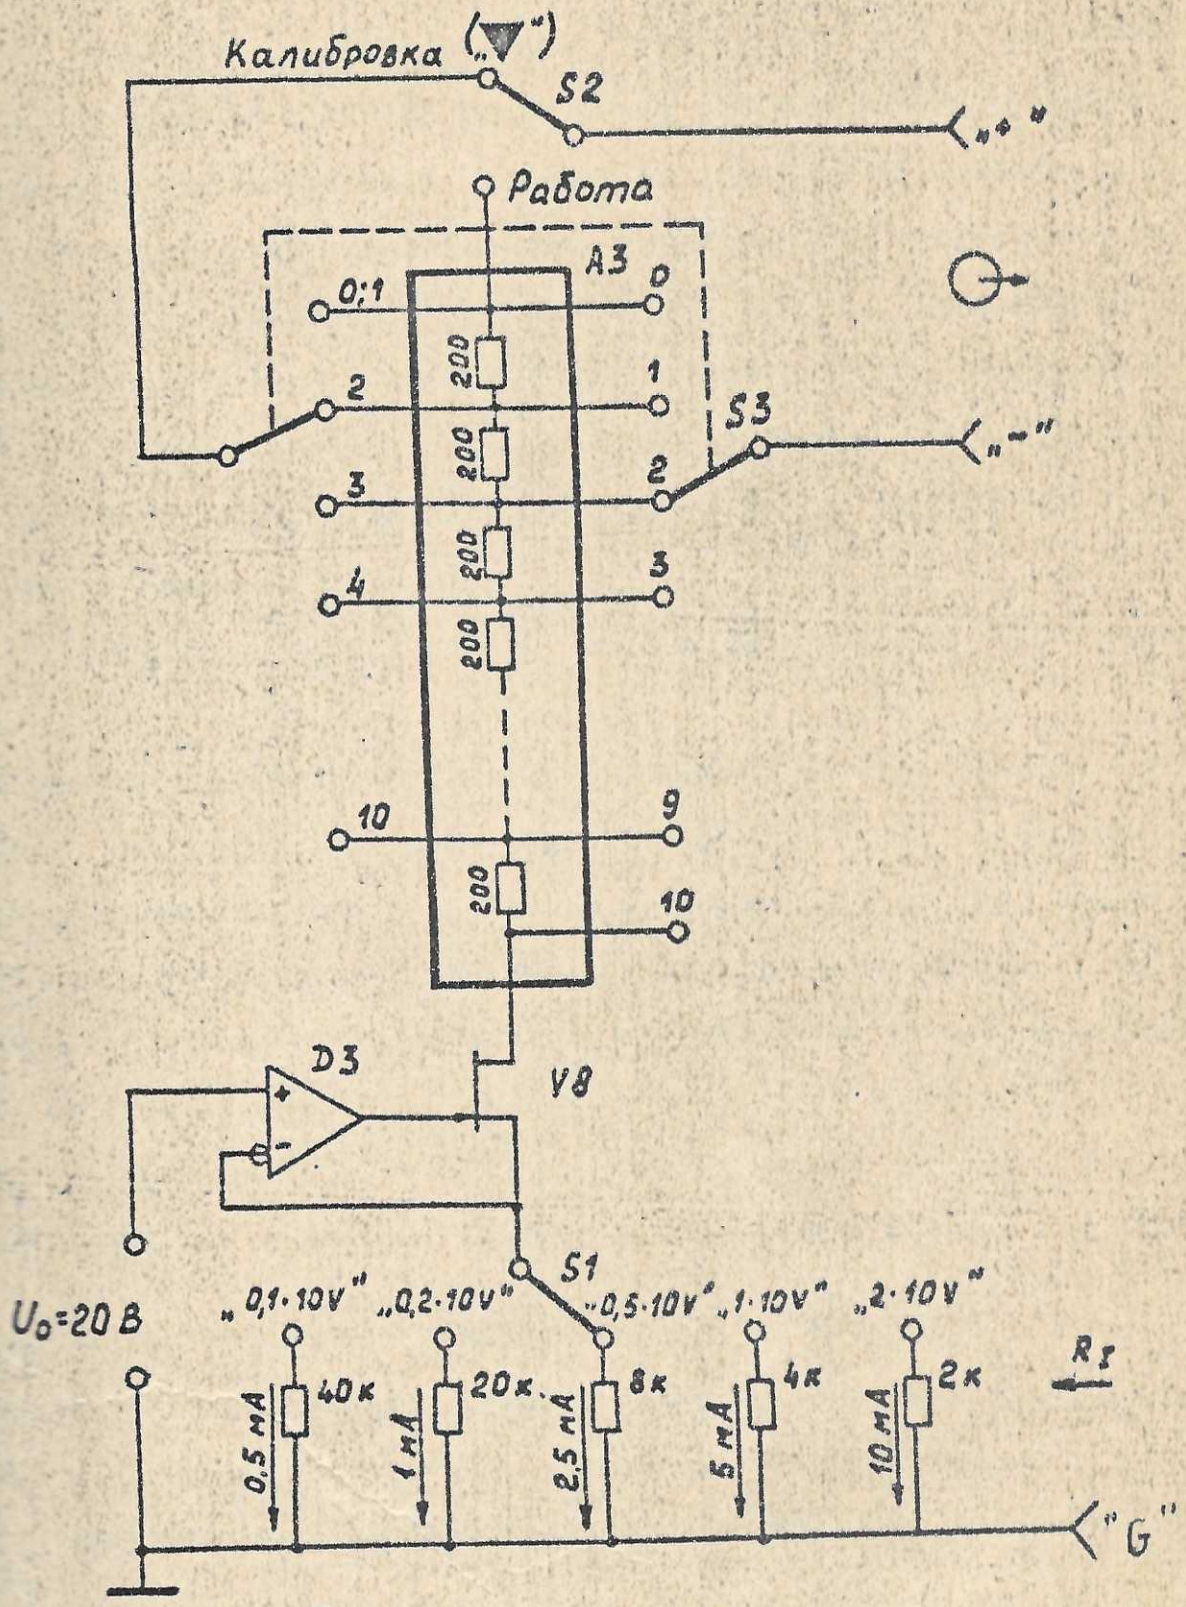 Калибровка („▼“)
S2
„+“
Работа
A3
0;1
0
200
2
1
S3
200
„-“
3
2
200
4
3
200
10
9
200
10
D3
V8
+
-
S1
„0,1·10V“
„0,2·10V“
„0,5·10V“
„1·10V“
„2·10V“
U₀=20В
40к
20к
8к
4к
2к
R_I
0,5 мА
1 мА
2,5 мА
5 мА
10 мА
"G"